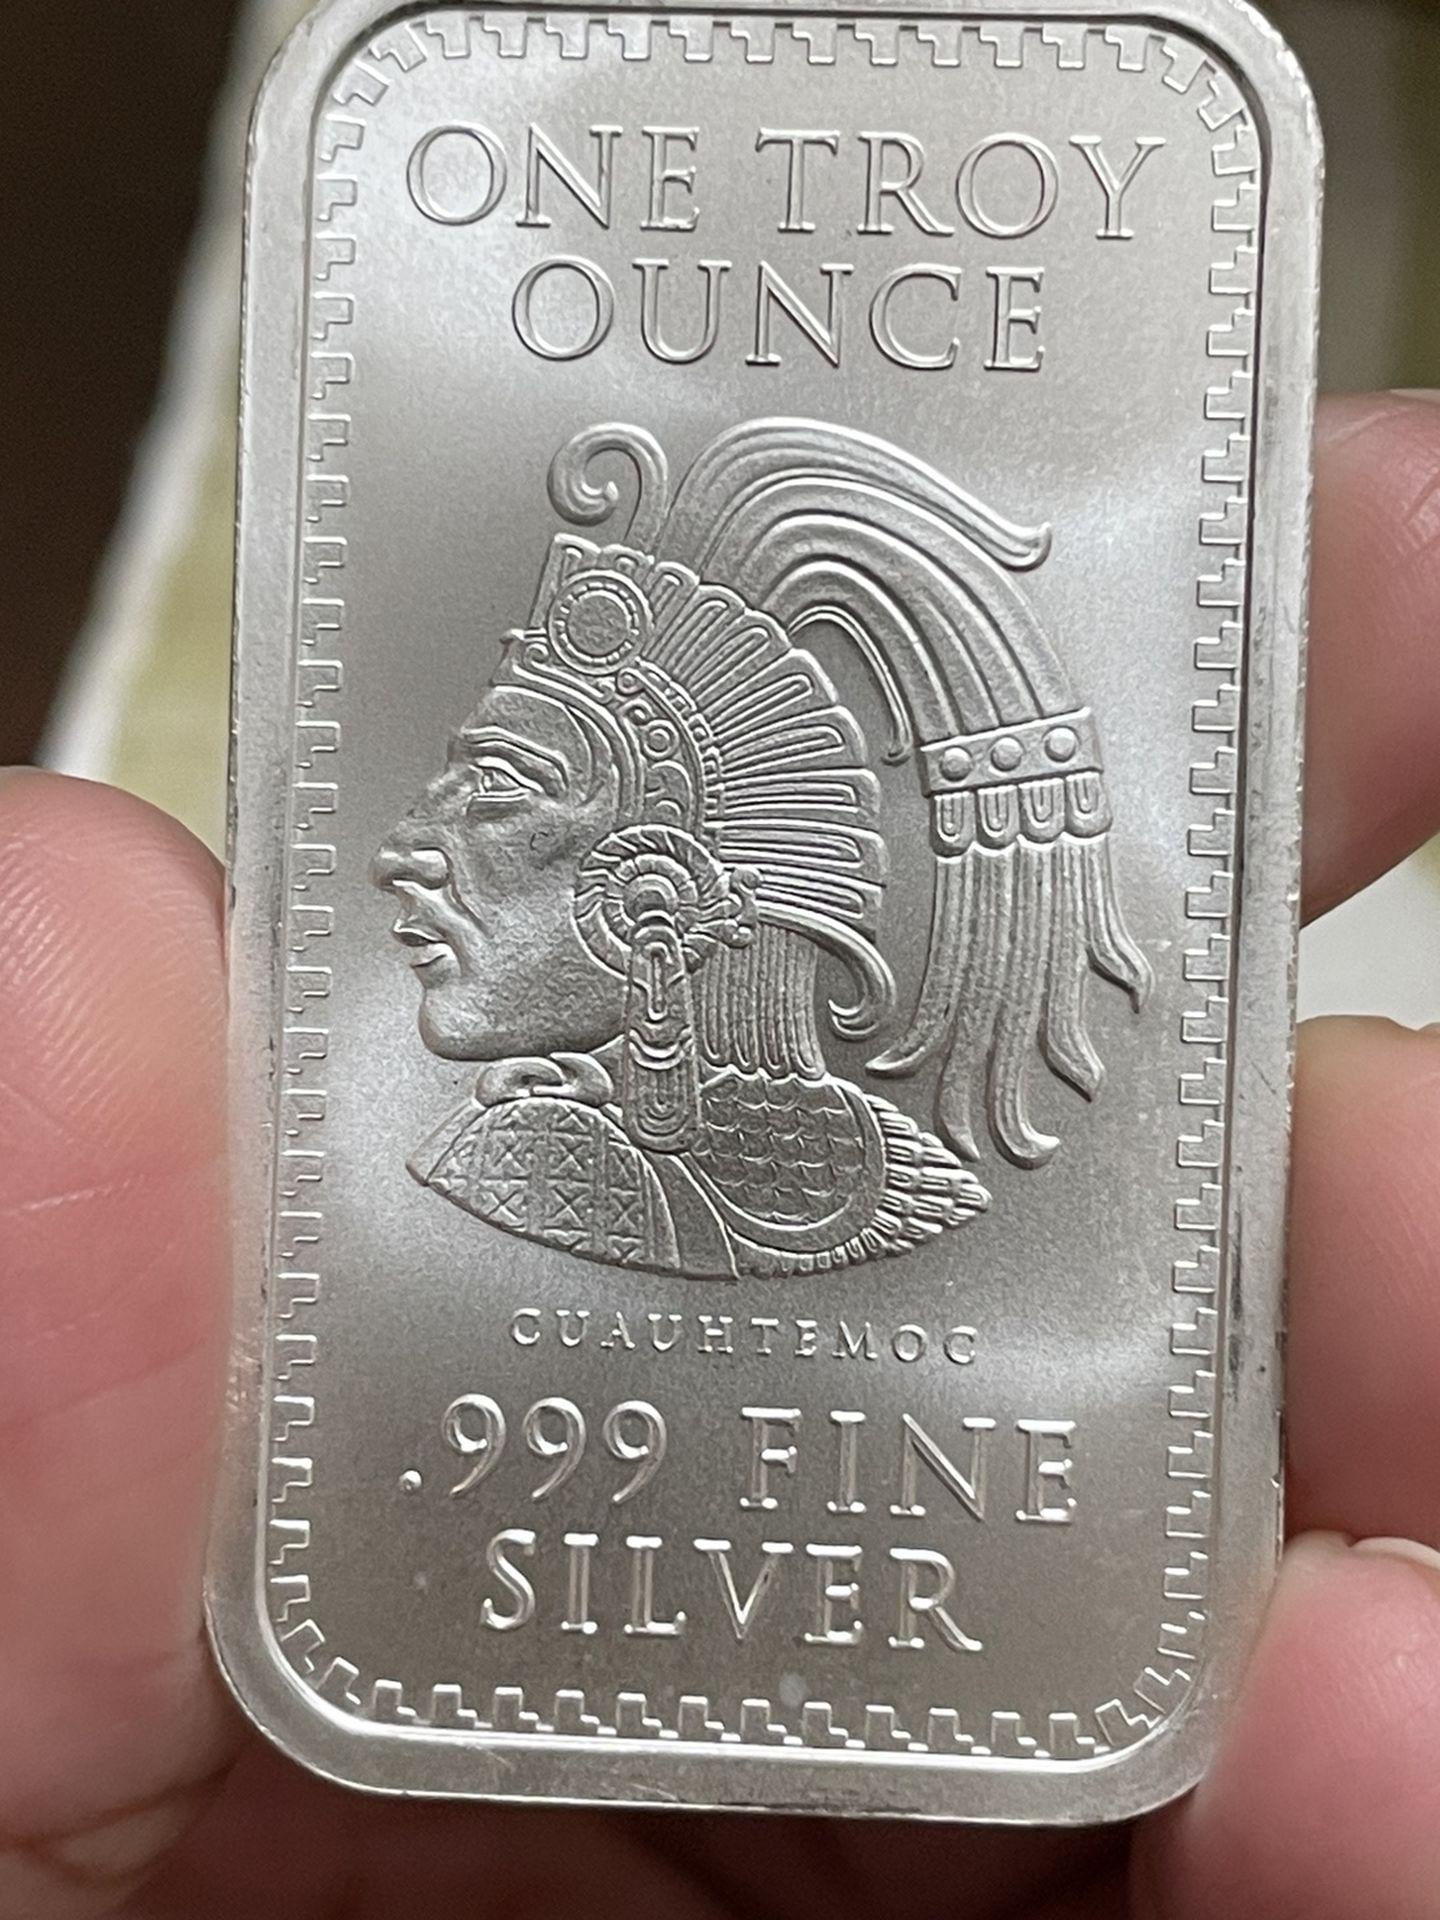 ONE TROY
OUNCE
CUAUHTEMOC
.999 FINE
SILVER